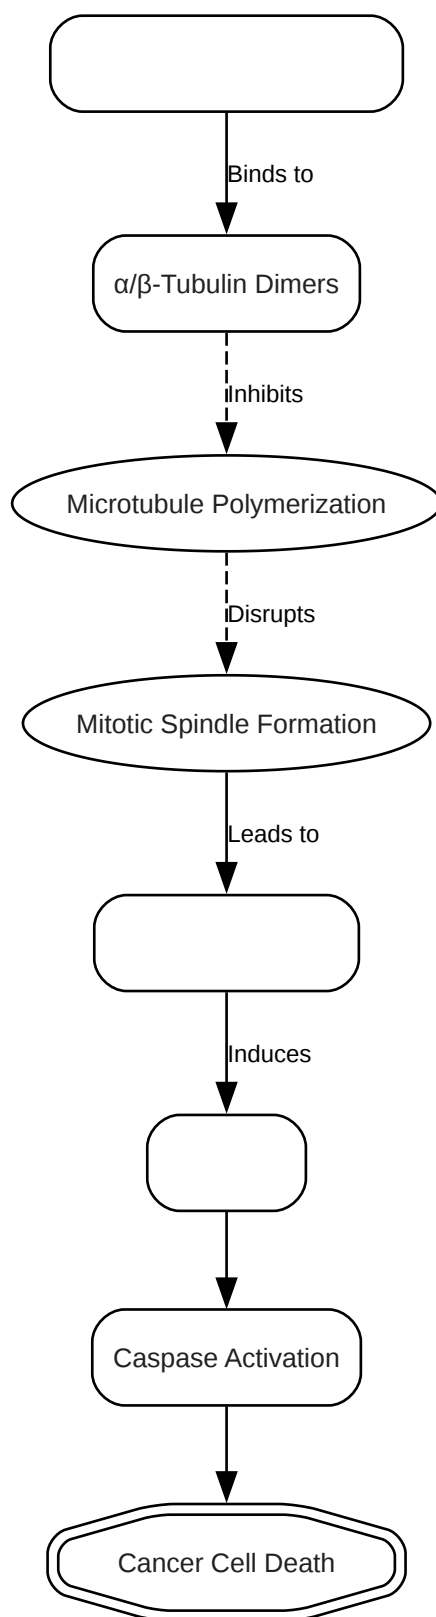 Binds to
α/β-Tubulin Dimers
Inhibits
Microtubule Polymerization
Disrupts
Mitotic Spindle Formation
Leads to
Induces
Caspase Activation
Cancer Cell Death